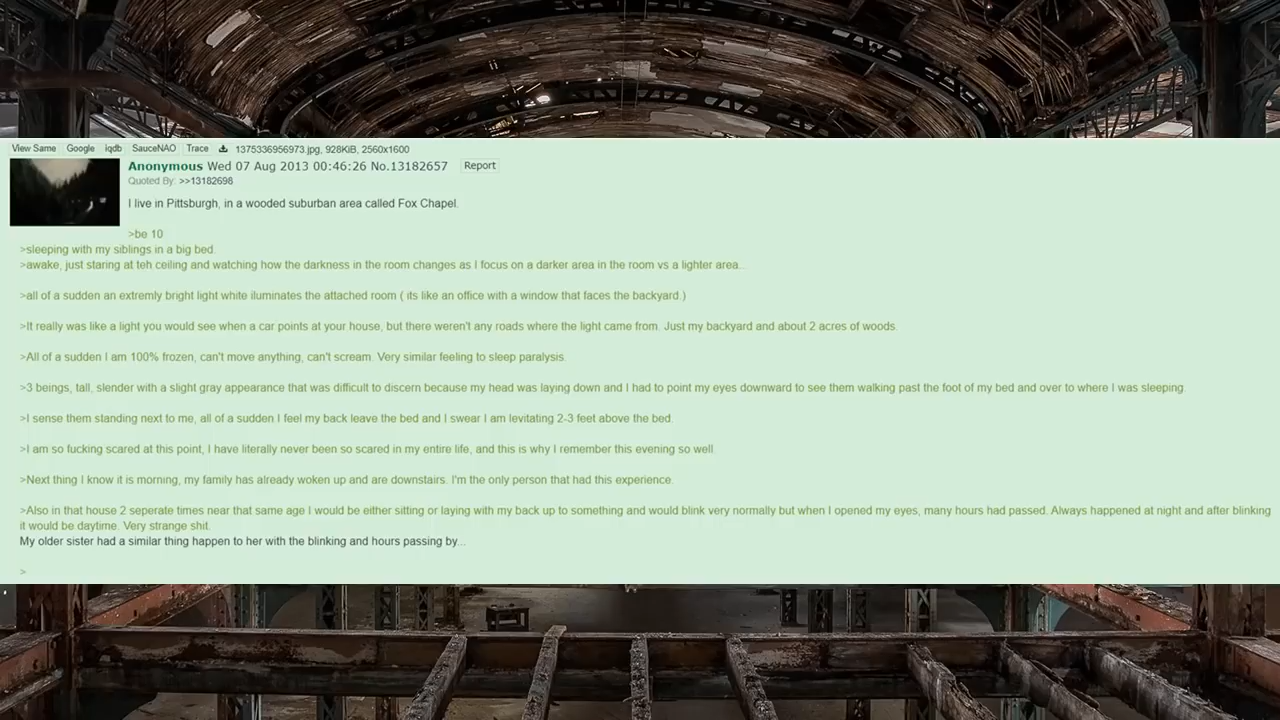 View Same Google iqdb SauceNAO Trace 1375336956973.jpg, 928KiB, 2560x1600
Anonymous Wed 07 Aug 2013 00:46:26 No.13182657 Report
Quoted By: >>13182698
I live in Pittsburgh, in a wooded suburban area called Fox Chapel.
>be 10
>sleeping with my siblings in a big bed.
>awake, just staring at teh ceiling and watching how the darkness in the room changes as I focus on a darker area in the room vs a lighter area...
>all of a sudden an extremly bright light white iluminates the attached room ( its like an office with a window that faces the backyard.)
>It really was like a light you would see when a car points at your house, but there weren't any roads where the light came from. Just my backyard and about 2 acres of woods.
>All of a sudden I am 100% frozen, can't move anything, can't scream. Very similar feeling to sleep paralysis.
>3 beings, tall, slender with a slight gray appearance that was difficult to discern because my head was laying down and I had to point my eyes downward to see them walking past the foot of my bed and over to where I was sleeping.
>I sense them standing next to me, all of a sudden I feel my back leave the bed and I swear I am levitating 2-3 feet above the bed.
>I am so fucking scared at this point, I have literally never been so scared in my entire life, and this is why I remember this evening so well.
>Next thing I know it is morning, my family has already woken up and are downstairs. I'm the only person that had this experience.
>Also in that house 2 seperate times near that same age I would be either sitting or laying with my back up to something and would blink very normally but when I opened my eyes, many hours had passed. Always happened at night and after blinking
it would be daytime. Very strange shit.
My older sister had a similar thing happen to her with the blinking and hours passing by...
>